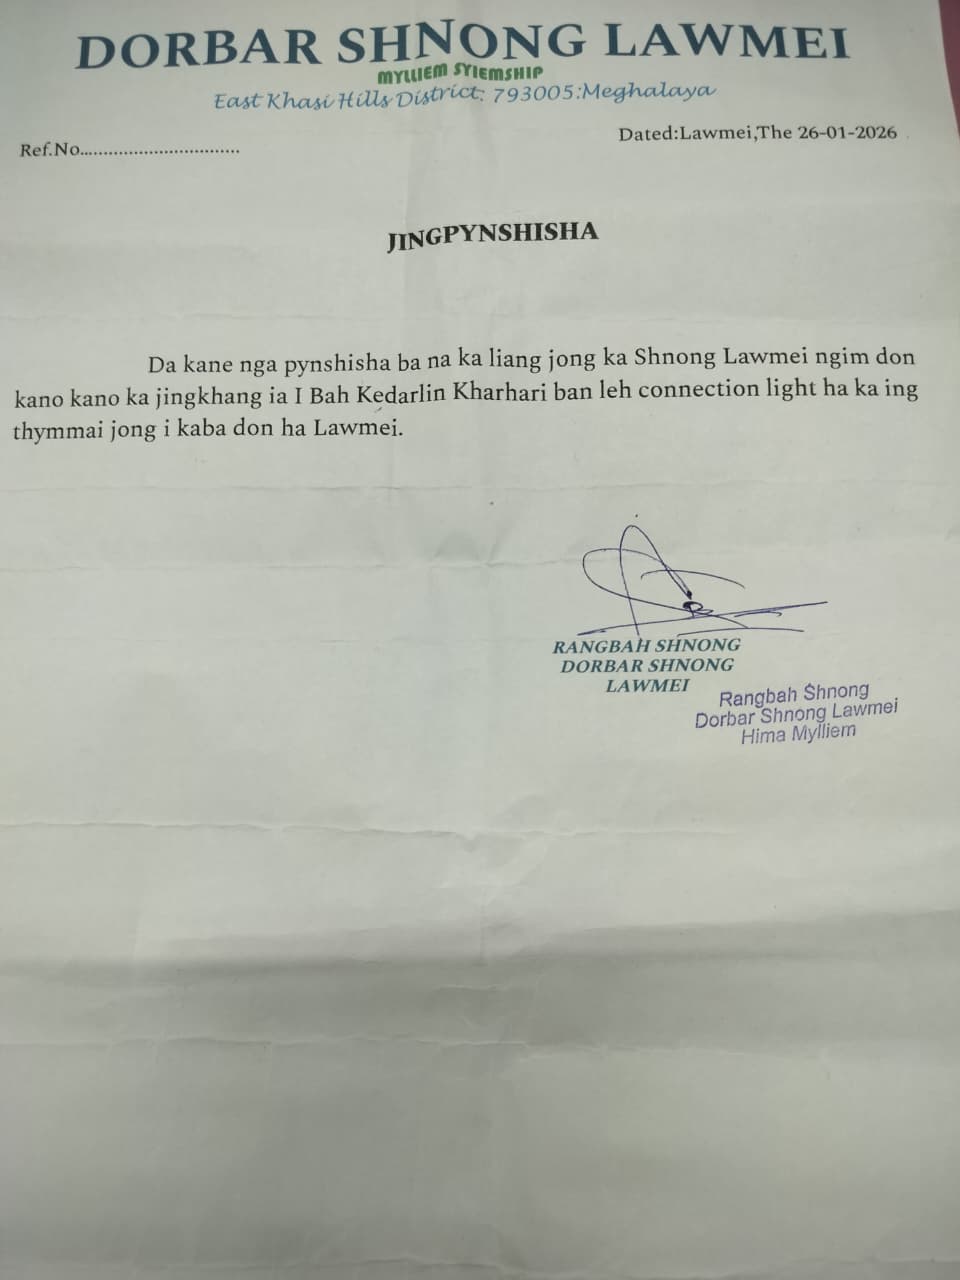 DORBAR SHNONG LAWMEI
MYLLIEM SYIEMSHIP
East Khasi Hills District: 793005:Meghalaya
Ref.No................................
Dated:Lawmei,The 26-01-2026
JINGPYNSHISHA
Da kane nga pynshisha ba na ka liang jong ka Shnong Lawmei ngim don
kano kano ka jingkhang ia I Bah Kedarlin Kharhari ban leh connection light ha ka ing
thymmai jong i kaba don ha Lawmei.
RANGBAH SHNONG
DORBAR SHNONG
LAWMEI
Rangbah Shnong
Dorbar Shnong Lawmei
Hima Mylliem